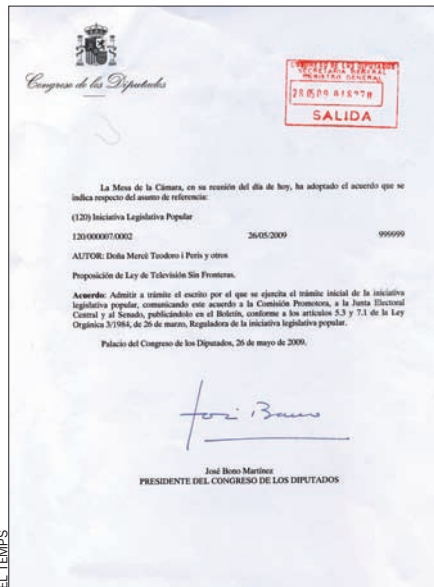 Congreso de los Diputados
CONGRESO DE LOS DIPUTADOS
SECRETARIA GENERAL
REGISTRO GENERAL
SALIDA
La Mesa de la Cámara, en su reunión del día de hoy, ha adoptado el acuerdo que se
indica respecto del asunto de referencia:
(120) Iniciativa Legislativa Popular
120/000007/0002 26/05/2009 999999
AUTOR: Doña Mercè Teodoro i Peris y otros
Proposición de Ley de Televisión Sin Fronteras.
Acuerdo: Admitir a trámite el escrito por el que se ejercita el trámite inicial de la iniciativa
legislativa popular, comunicando este acuerdo a la Comisión Promotora, a la Junta Electoral
Central y al Senado, publicándolo en el Boletín, conforme a los artículos 5.3 y 7.1 de la Ley
Orgánica 3/1984, de 26 de marzo, Reguladora de la iniciativa legislativa popular.
Palacio del Congreso de los Diputados, 26 de mayo de 2009.
José Bono Martínez
PRESIDENTE DEL CONGRESO DE LOS DIPUTADOS
EL TEMPS